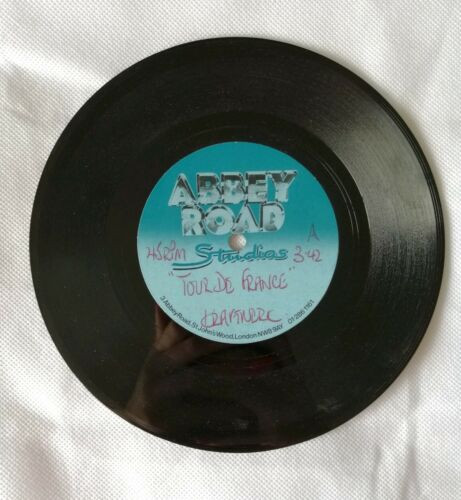 ABBEY
ROAD
Studios
45RPM
A
3.42
"TOUR DE FRANCE"
KRAFTWERK
3 Abbey Road, St. John's Wood, London NW8 9AY 01-286 1161